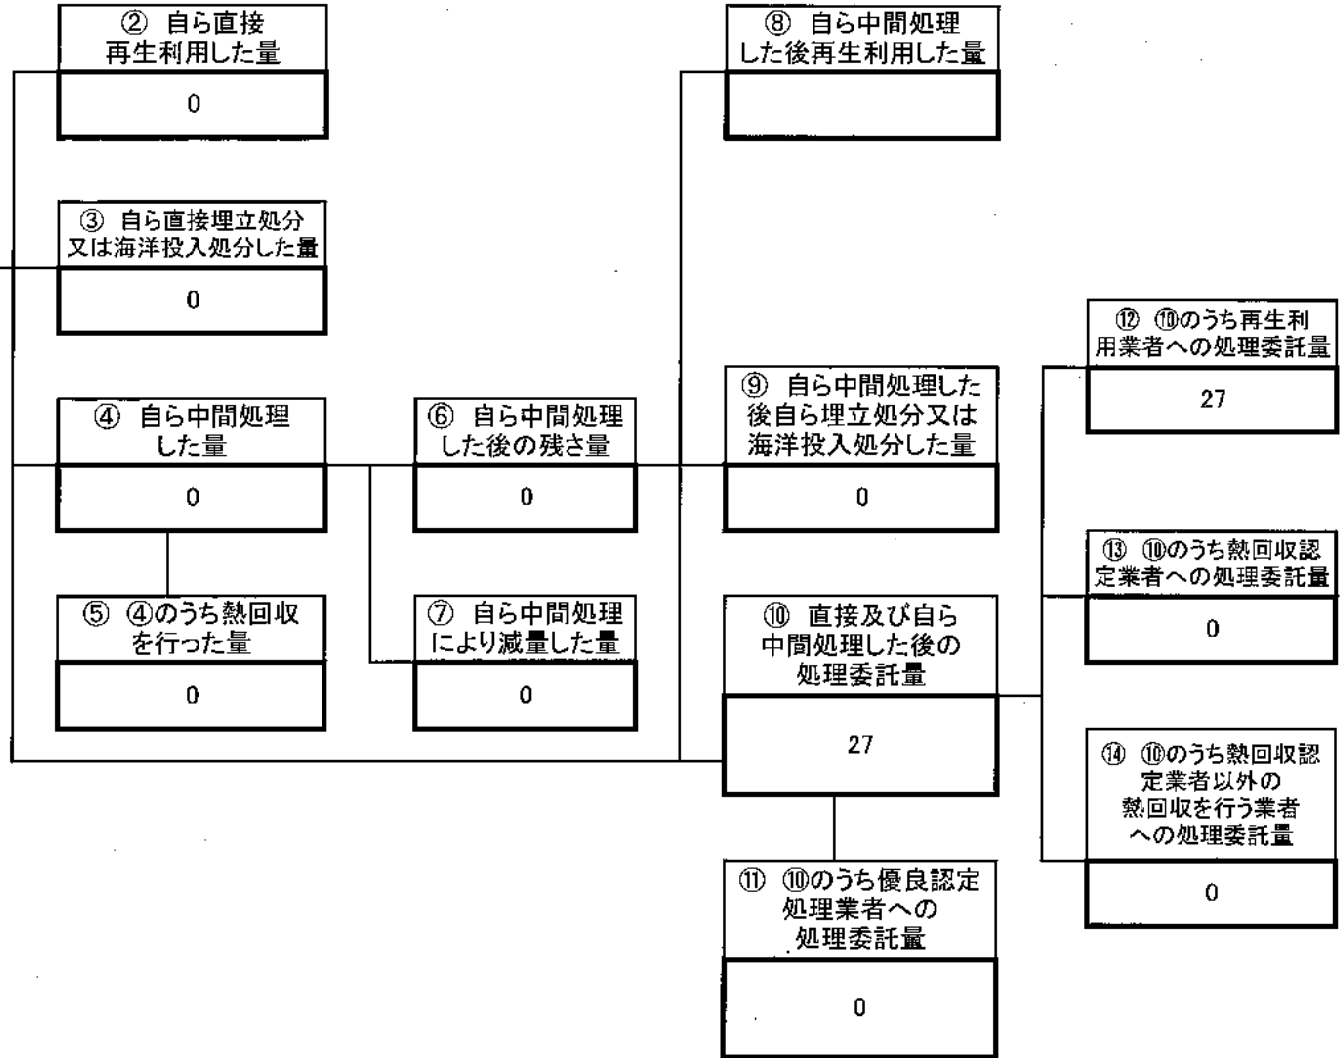 ② 自ら直接
再生利用した量
0
③ 自ら直接埋立処分
又は海洋投入処分した量
0
④ 自ら中間処理
した量
0
⑤ ④のうち熱回収
を行った量
0
⑥ 自ら中間処理
した後の残さ量
0
⑦ 自ら中間処理
により減量した量
0
⑧ 自ら中間処理
した後再生利用した量
⑨ 自ら中間処理した
後自ら埋立処分又は
海洋投入処分した量
0
⑩ 直接及び自ら
中間処理した後の
処理委託量
27
⑪ ⑩のうち優良認定
処理業者への
処理委託量
0
⑫ ⑩のうち再生利
用業者への処理委託量
27
⑬ ⑩のうち熱回収認
定業者への処理委託量
0
⑭ ⑩のうち熱回収認
定業者以外の
熱回収を行う業者
への処理委託量
0